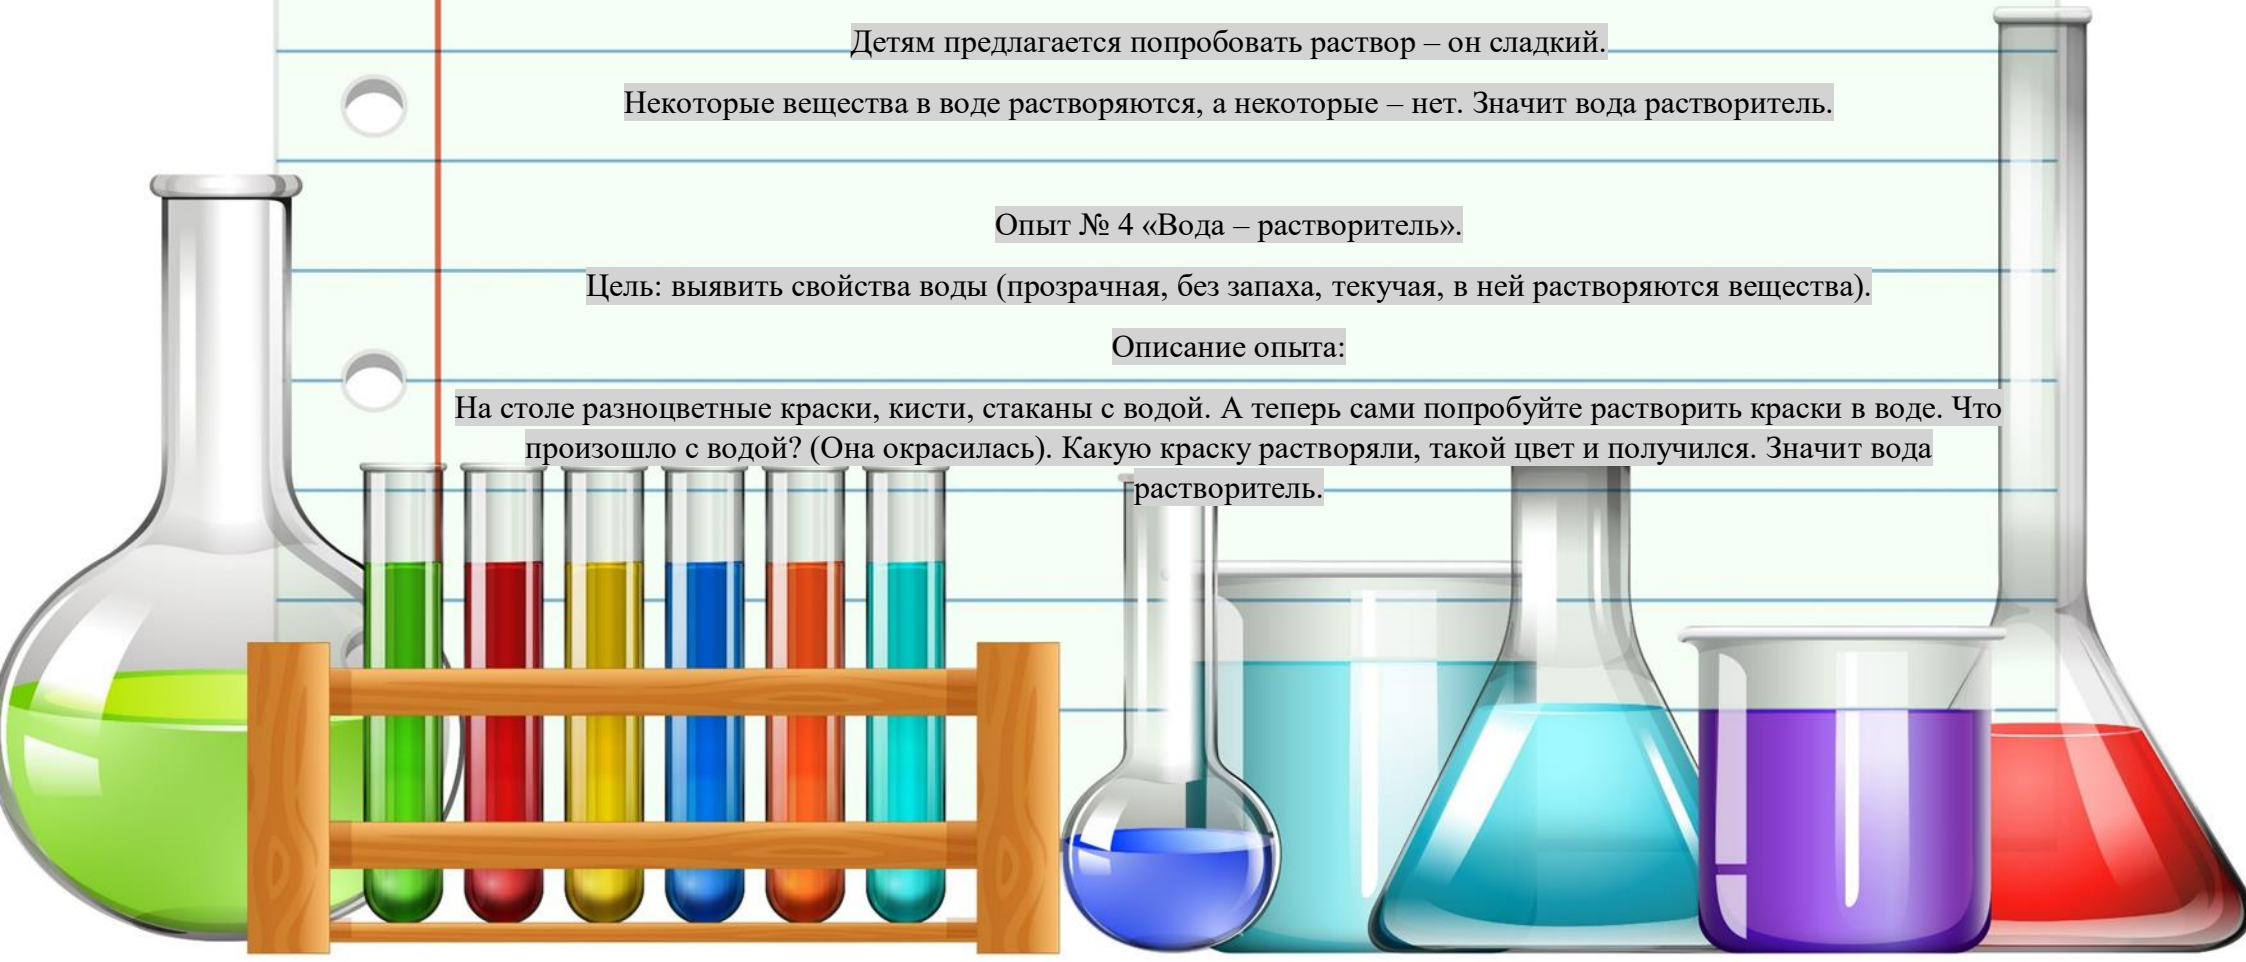 Детям предлагается попробовать раствор – он сладкий.
Некоторые вещества в воде растворяются, а некоторые – нет. Значит вода растворитель.
Опыт № 4 «Вода – растворитель».
Цель: выявить свойства воды (прозрачная, без запаха, текучая, в ней растворяются вещества).
Описание опыта:
На столе разноцветные краски, кисти, стаканы с водой. А теперь сами попробуйте растворить краски в воде. Что
произошло с водой? (Она окрасилась). Какую краску растворяли, такой цвет и получился. Значит вода
растворитель.